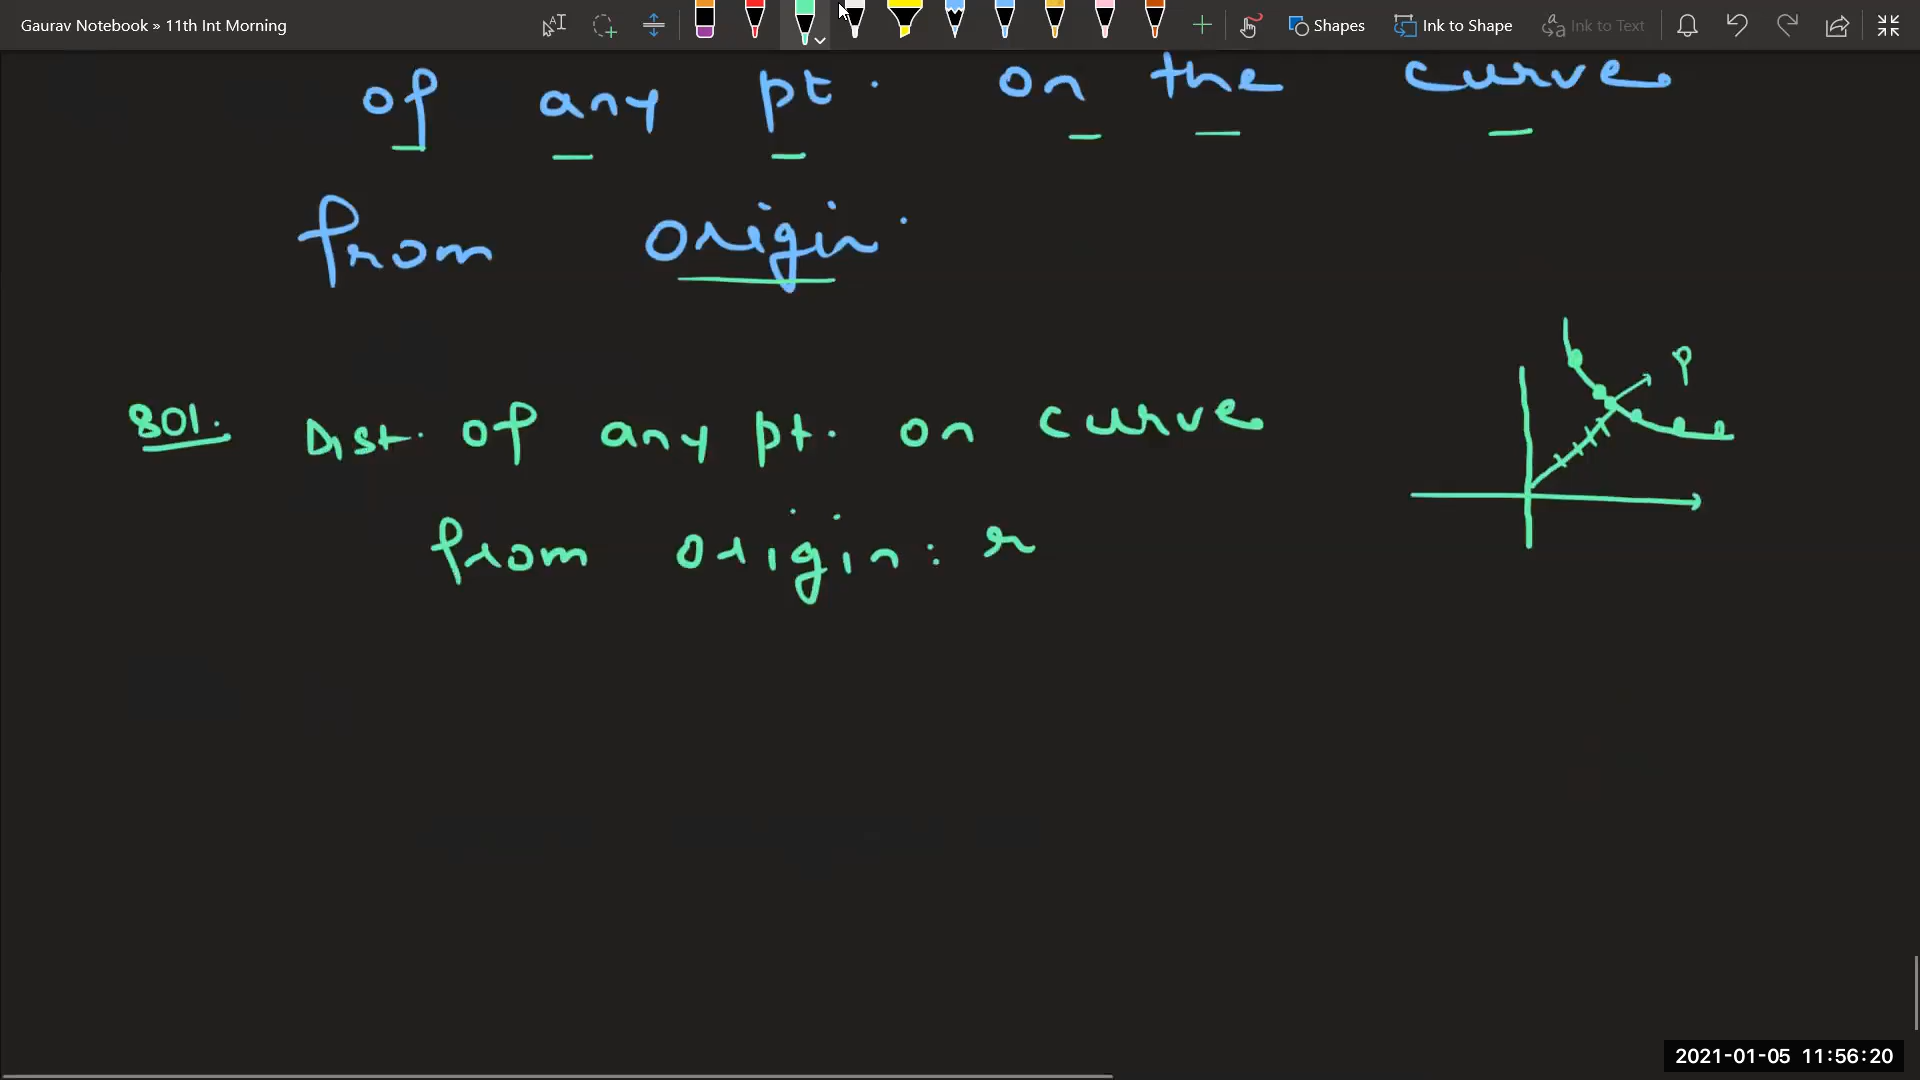 Gaurav Notebook » 11th Int Morning
Shapes
Ink to Shape
Ink to Text
of any pt. on the curve
from origin.
P
Sol. Dist. of any pt. on curve
from origin: r
2021-01-05 11:56:20